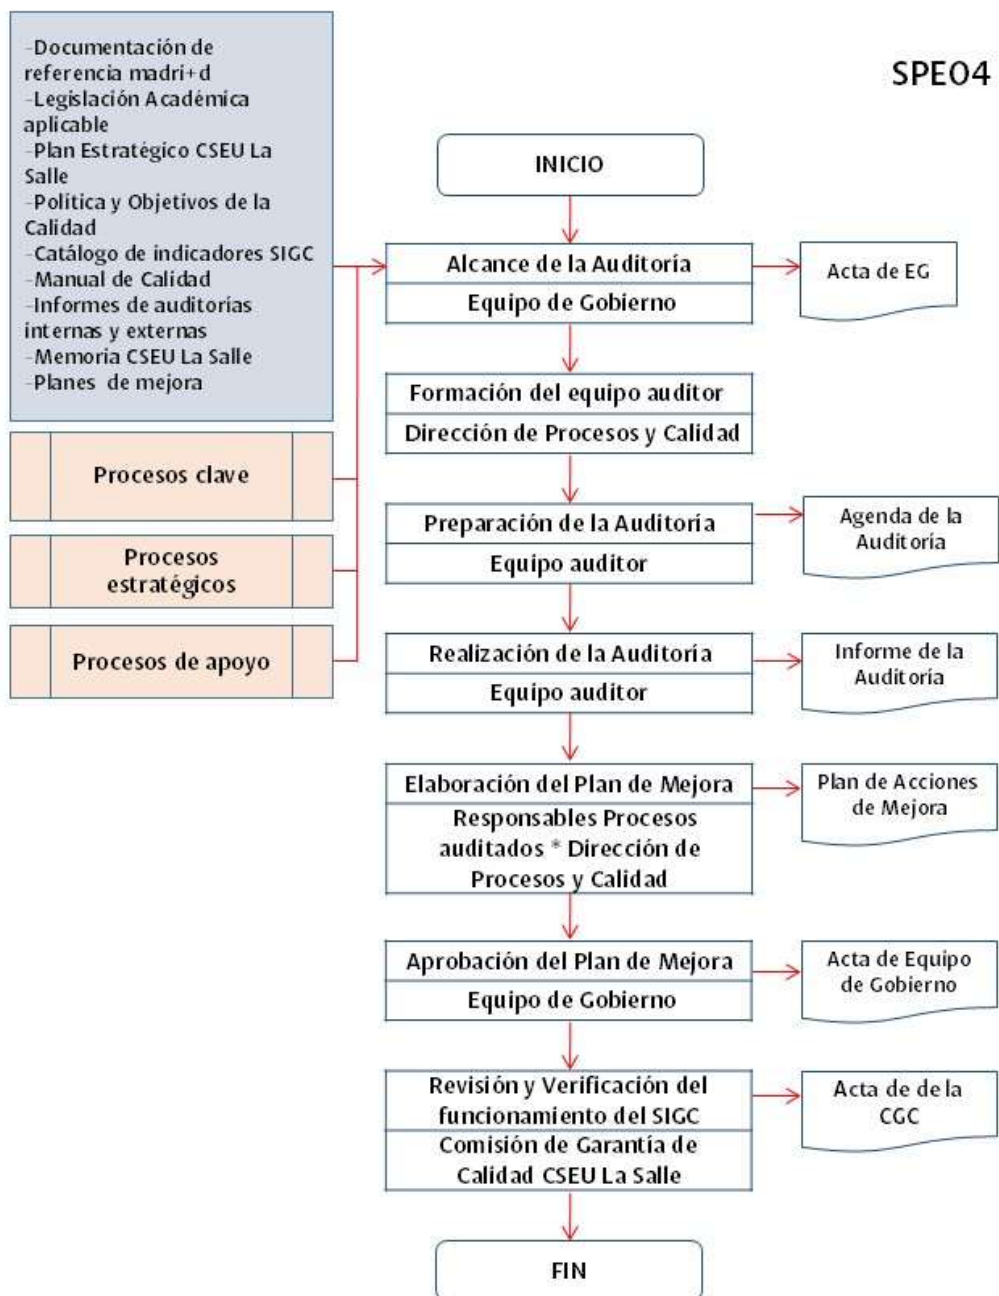 -Documentación de
referencia madri+d
-Legislación Académica
aplicable
-Plan Estratégico CSEU La
Salle
-Política y Objetivos de la
Calidad
-Catálogo de indicadores SIGC
-Manual de Calidad
-Informes de auditorías
internas y externas
-Memoria CSEU La Salle
-Planes de mejora
Procesos clave
Procesos
estratégicos
Procesos de apoyo
SPE04
INICIO
Alcance de la Auditoría
Equipo de Gobierno
Acta de EG
Formación del equipo auditor
Dirección de Procesos y Calidad
Preparación de la Auditoría
Equipo auditor
Agenda de la
Auditoría
Realización de la Auditoría
Equipo auditor
Informe de la
Auditoría
Elaboración del Plan de Mejora
Responsables Procesos
auditados * Dirección de
Procesos y Calidad
Plan de Acciones
de Mejora
Aprobación del Plan de Mejora
Equipo de Gobierno
Acta de Equipo
de Gobierno
Revisión y Verificación del
funcionamiento del SIGC
Comisión de Garantía de
Calidad CSEU La Salle
Acta de de la
CGC
FIN